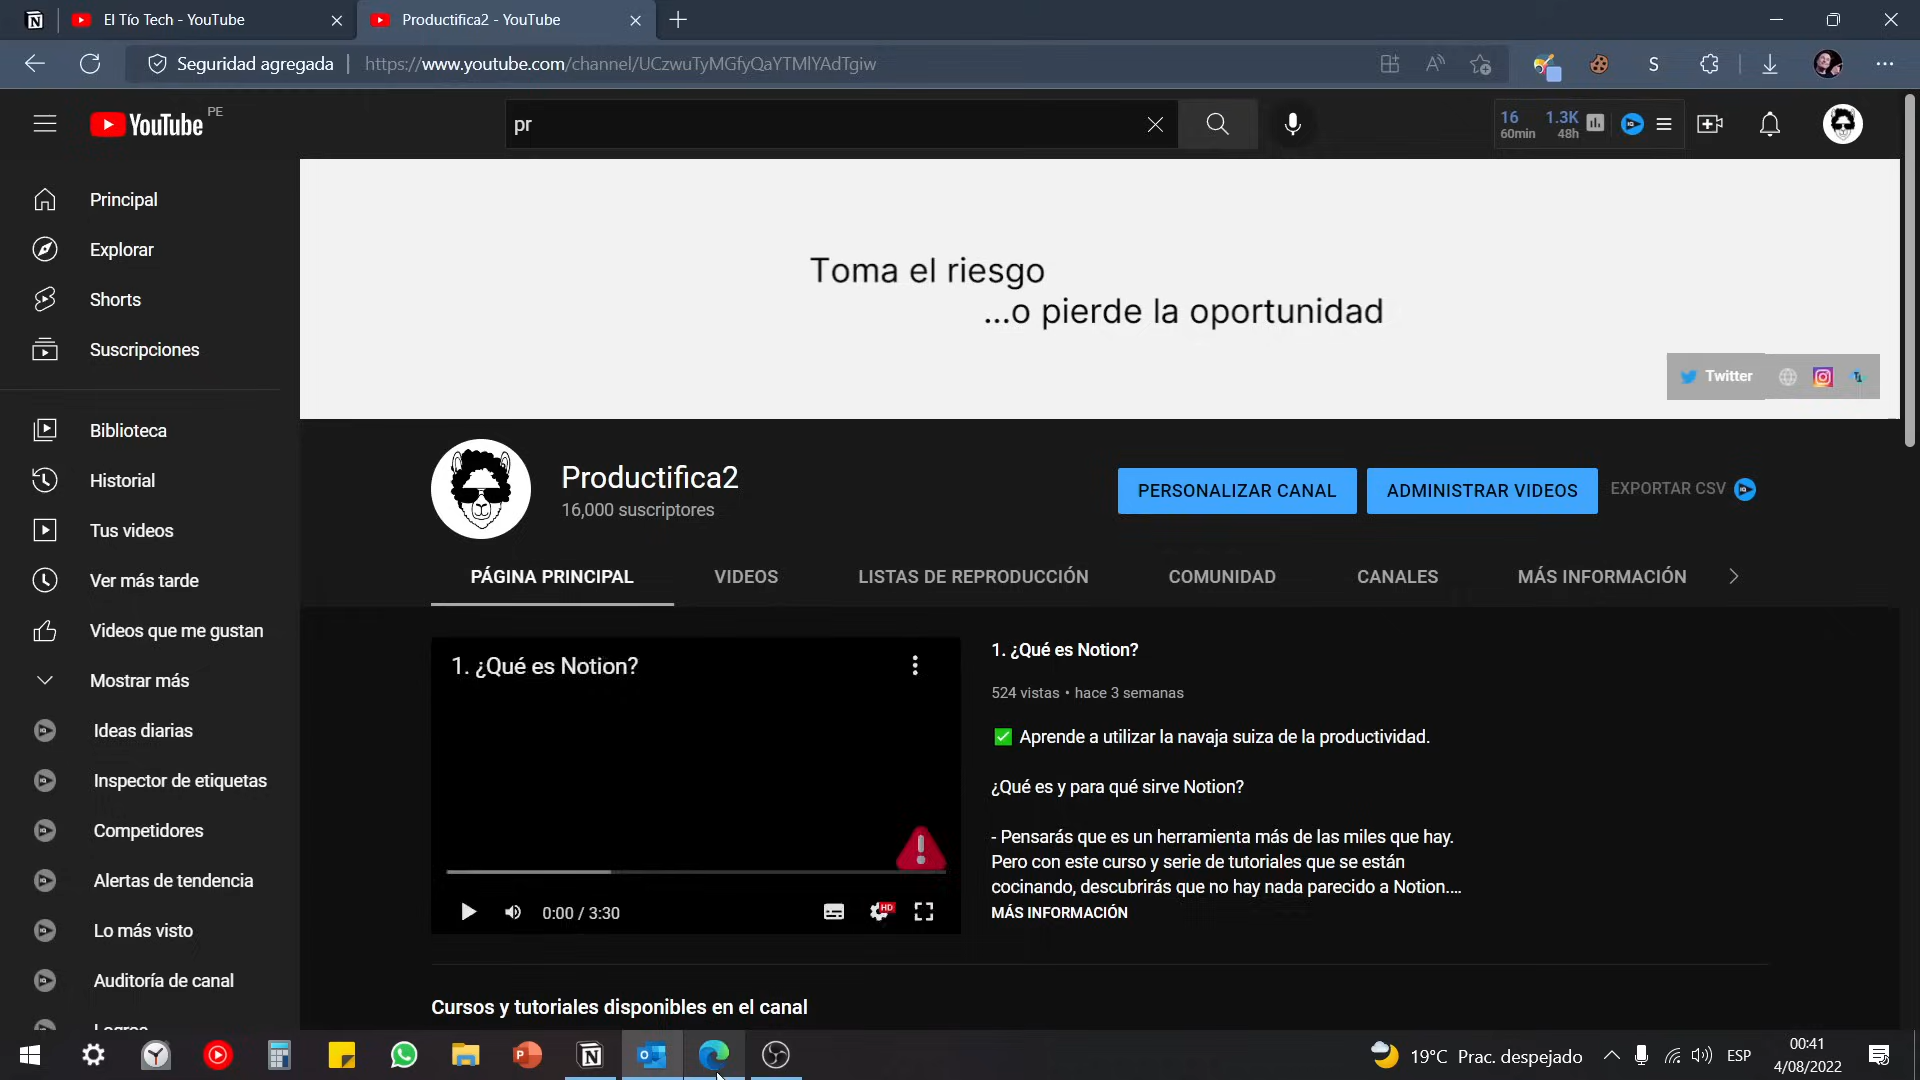 El Tío Tech - YouTube
Productifica2 - YouTube
Seguridad agregada
https://www.youtube.com/channel/UCzwuTyMGfyQaYTMlYAdTgiw
S
YouTube PE
pr
16
60min
1.3K
48h
Principal
Explorar
Shorts
Suscripciones
Biblioteca
Historial
Tus videos
Ver más tarde
Videos que me gustan
Mostrar más
Ideas diarias
Inspector de etiquetas
Competidores
Alertas de tendencia
Lo más visto
Auditoría de canal
Logros
Toma el riesgo
...o pierde la oportunidad
Twitter
Productifica2
16,000 suscriptores
PERSONALIZAR CANAL
ADMINISTRAR VIDEOS
EXPORTAR CSV
PÁGINA PRINCIPAL
VIDEOS
LISTAS DE REPRODUCCIÓN
COMUNIDAD
CANALES
MÁS INFORMACIÓN
1. ¿Qué es Notion?
0:00 / 3:30
HD
1. ¿Qué es Notion?
524 vistas • hace 3 semanas
✅ Aprende a utilizar la navaja suiza de la productividad.
¿Qué es y para qué sirve Notion?
- Pensarás que es un herramienta más de las miles que hay.
Pero con este curso y serie de tutoriales que se están
cocinando, descubrirás que no hay nada parecido a Notion....
MÁS INFORMACIÓN
Cursos y tutoriales disponibles en el canal
19°C Prac. despejado
ESP
00:41
4/08/2022